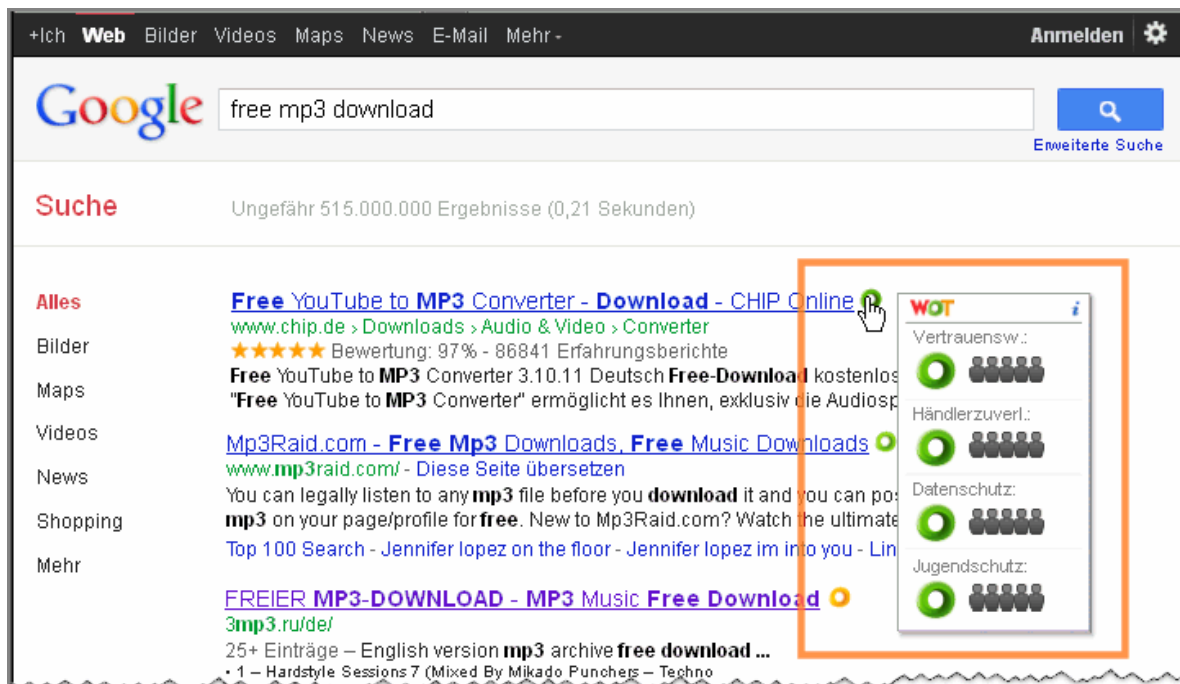 +Ich Web Bilder Videos Maps News E-Mail Mehr
Anmelden
Google
free mp3 download
Erweiterte Suche
Suche
Ungefähr 515.000.000 Ergebnisse (0,21 Sekunden)
Alles
Bilder
Maps
Videos
News
Shopping
Mehr
Free YouTube to MP3 Converter - Download - CHIP Online
www.chip.de › Downloads › Audio & Video › Converter
Bewertung: 97% - 86841 Erfahrungsberichte
Free YouTube to MP3 Converter 3.10.11 Deutsch Free-Download kostenlos
"Free YouTube to MP3 Converter" ermöglicht es Ihnen, exklusiv die Audiosp
Mp3Raid.com - Free Mp3 Downloads, Free Music Downloads
www.mp3raid.com/ - Diese Seite übersetzen
You can legally listen to any mp3 file before you download it and you can pos
mp3 on your page/profile for free. New to Mp3Raid.com? Watch the ultimate
Top 100 Search - Jennifer lopez on the floor - Jennifer lopez im into you - Lin
FREIER MP3-DOWNLOAD - MP3 Music Free Download
3mp3.ru/de/
25+ Einträge – English version mp3 archive free download ...
• 1 – Hardstyle Sessions 7 (Mixed By Mikado Punchers – Techno
WOT i
Vertrauensw.:
Händlerzuverl.:
Datenschutz:
Jugendschutz: